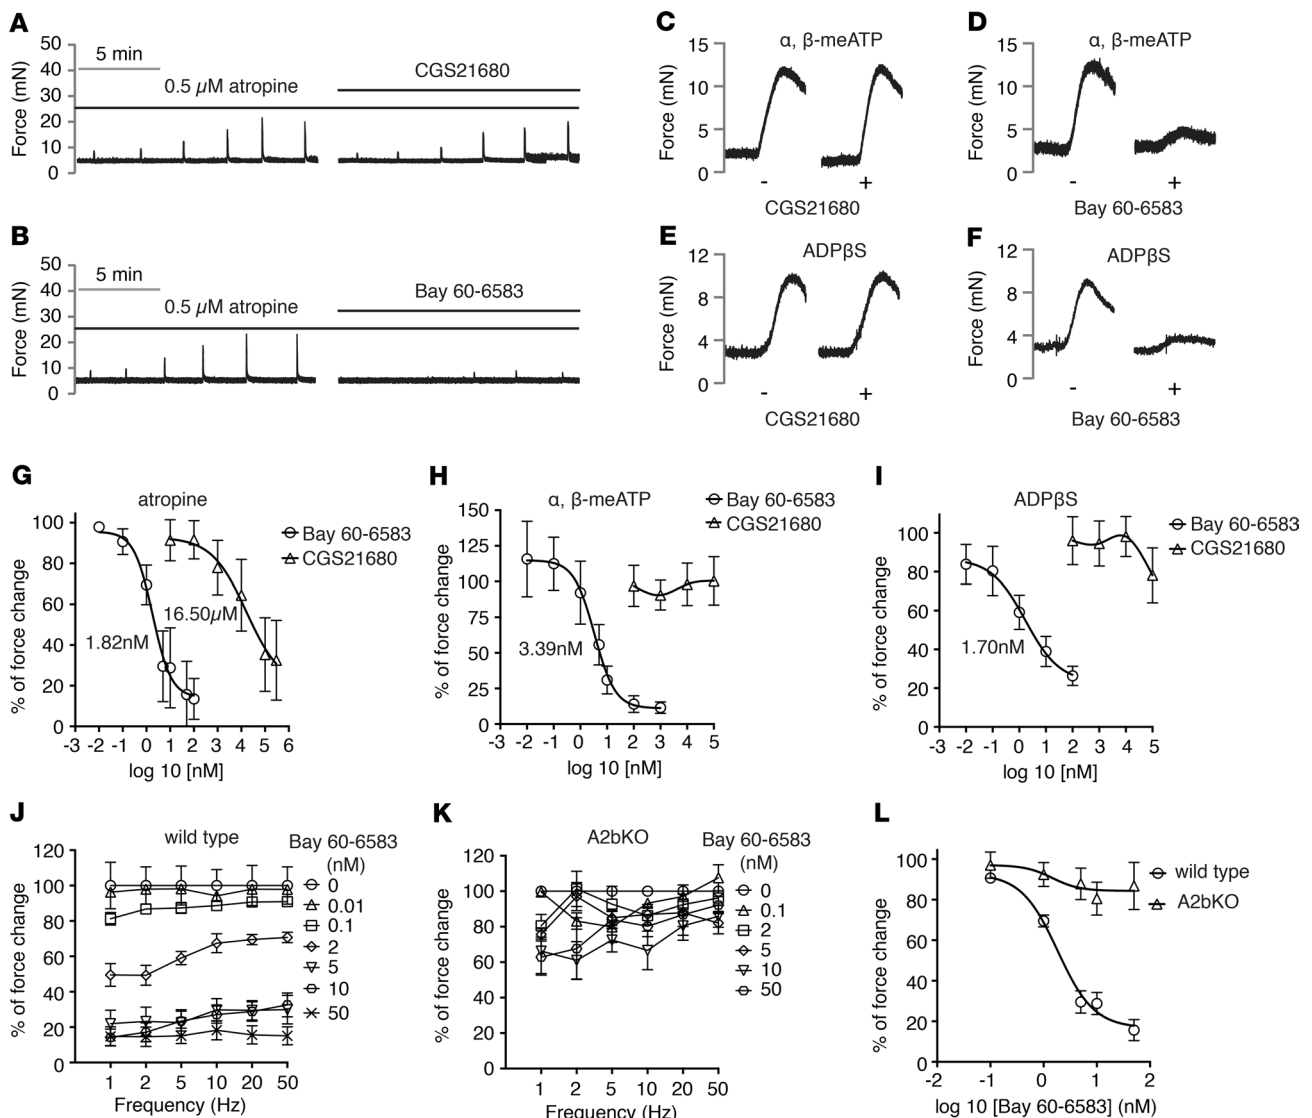 A
50
40
30
20
10
0
Force (mN)
5 min
0.5 µM atropine
CGS21680
B
50
40
30
20
10
0
Force (mN)
5 min
0.5 µM atropine
Bay 60-6583
C
15
10
5
0
Force (mN)
α, β-meATP
- +
CGS21680
D
15
10
5
0
Force (mN)
α, β-meATP
- +
Bay 60-6583
E
12
8
4
0
Force (mN)
ADPβS
- +
CGS21680
F
12
8
4
0
Force (mN)
ADPβS
- +
Bay 60-6583
G
atropine
100
80
60
40
20
0
% of force change
Bay 60-6583
CGS21680
16.50µM
1.82nM
-3 -2 -1 0 1 2 3 4 5 6
log 10 [nM]
H
α, β-meATP
150
125
100
75
50
25
0
% of force change
Bay 60-6583
CGS21680
3.39nM
-3 -2 -1 0 1 2 3 4 5
log 10 [nM]
I
ADPβS
100
80
60
40
20
0
% of force change
Bay 60-6583
CGS21680
1.70nM
-3 -2 -1 0 1 2 3 4 5
log 10 [nM]
J
wild type
120
100
80
60
40
20
0
% of force change
Bay 60-6583
(nM)
0
0.01
0.1
2
5
10
50
1 2 5 10 20 50
Frequency (Hz)
K
A2bKO
120
100
80
60
40
20
0
% of force change
Bay 60-6583
(nM)
0
0.1
2
5
10
50
1 2 5 10 20 50
Frequency (Hz)
L
100
80
60
40
20
0
% of force change
wild type
A2bKO
-2 -1 0 1 2
log 10 [Bay 60-6583] (nM)